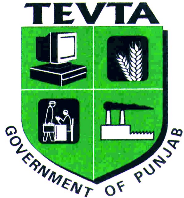 TEVTA
GOVERNMENT OF PUNJAB